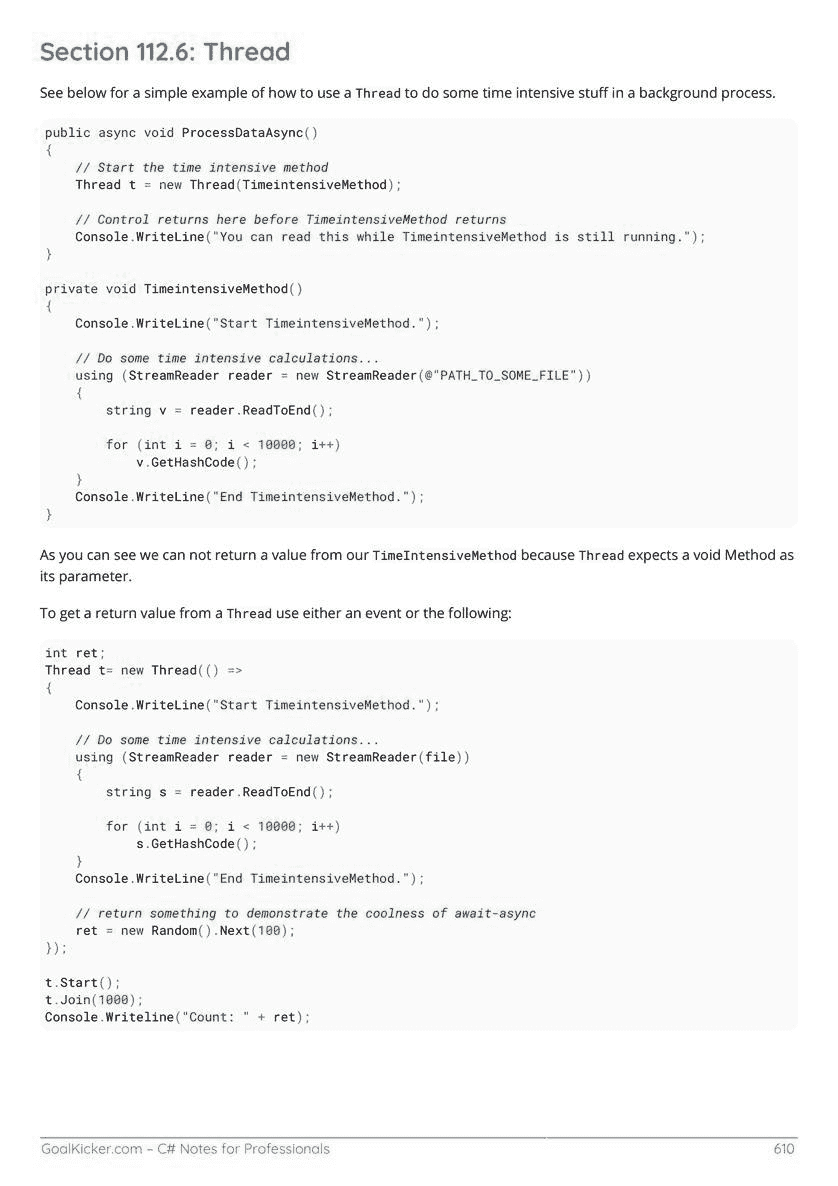 Section 112.6: Thread
See below for a simple example of how to use a Thread to do some time intensive stuff in a background process.
public async void ProcessDataAsync()
{
    // Start the time intensive method
    Thread t = new Thread(TimeintensiveMethod);

    // Control returns here before TimeintensiveMethod returns
    Console.WriteLine("You can read this while TimeintensiveMethod is still running.");
}

private void TimeintensiveMethod()
{
    Console.WriteLine("Start TimeintensiveMethod.");

    // Do some time intensive calculations...
    using (StreamReader reader = new StreamReader(@"PATH_TO_SOME_FILE"))
    {
        string v = reader.ReadToEnd();

        for (int i = 0; i < 10000; i++)
            v.GetHashCode();
    }
    Console.WriteLine("End TimeintensiveMethod.");
}
As you can see we can not return a value from our TimeIntensiveMethod because Thread expects a void Method as
its parameter.
To get a return value from a Thread use either an event or the following:
int ret;
Thread t= new Thread(() =>
{
    Console.WriteLine("Start TimeintensiveMethod.");

    // Do some time intensive calculations...
    using (StreamReader reader = new StreamReader(file))
    {
        string s = reader.ReadToEnd();

        for (int i = 0; i < 10000; i++)
            s.GetHashCode();
    }
    Console.WriteLine("End TimeintensiveMethod.");

    // return something to demonstrate the coolness of await-async
    ret = new Random().Next(100);
});

t.Start();
t.Join(1000);
Console.Writeline("Count: " + ret);
GoalKicker.com – C# Notes for Professionals 610